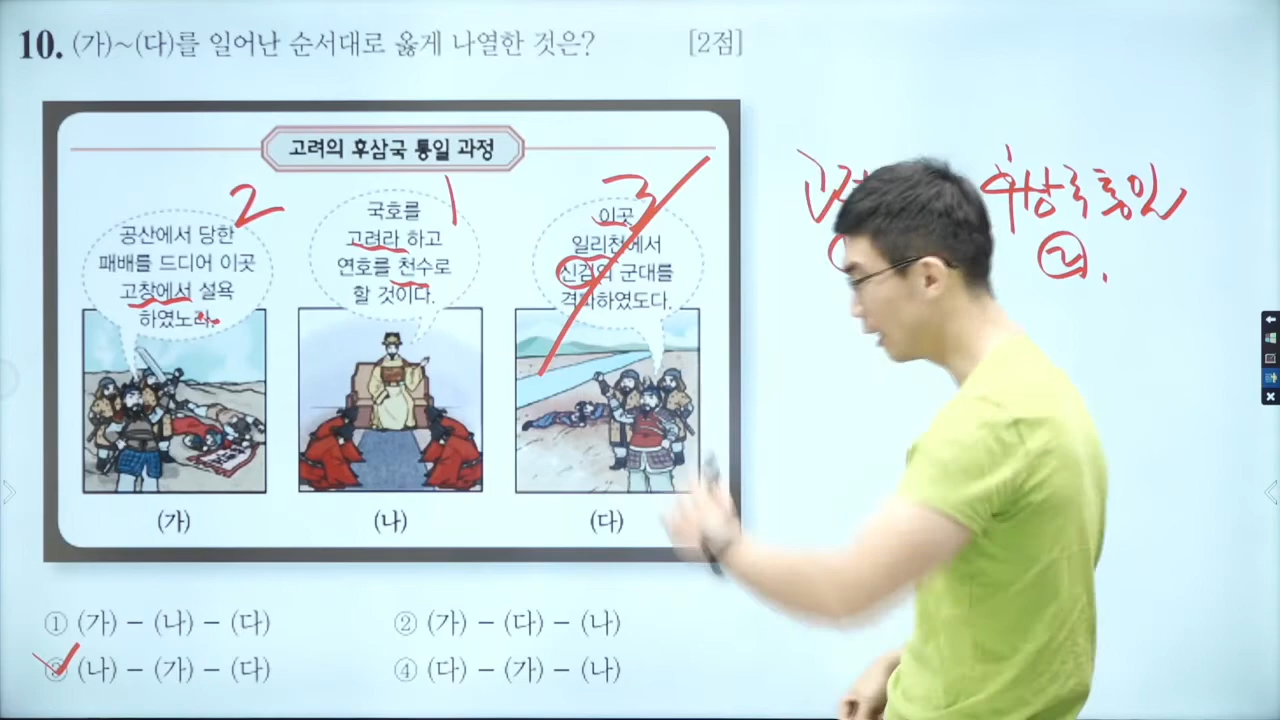 10. (가)~(다)를 일어난 순서대로 옳게 나열한 것은? [2점]
고려의 후삼국 통일 과정
2
공산에서 당한
패배를 드디어 이곳
고창에서 설욕
하였노라.
1
국호를
고려라 하고
연호를 천수로
할 것이다.
3
이곳
일리천에서
신검의 군대를
격파하였도다.
(가)
(나)
(다)
후삼국통일
① (가) - (나) - (다)
② (가) - (다) - (나)
③ (나) - (가) - (다)
④ (다) - (가) - (나)